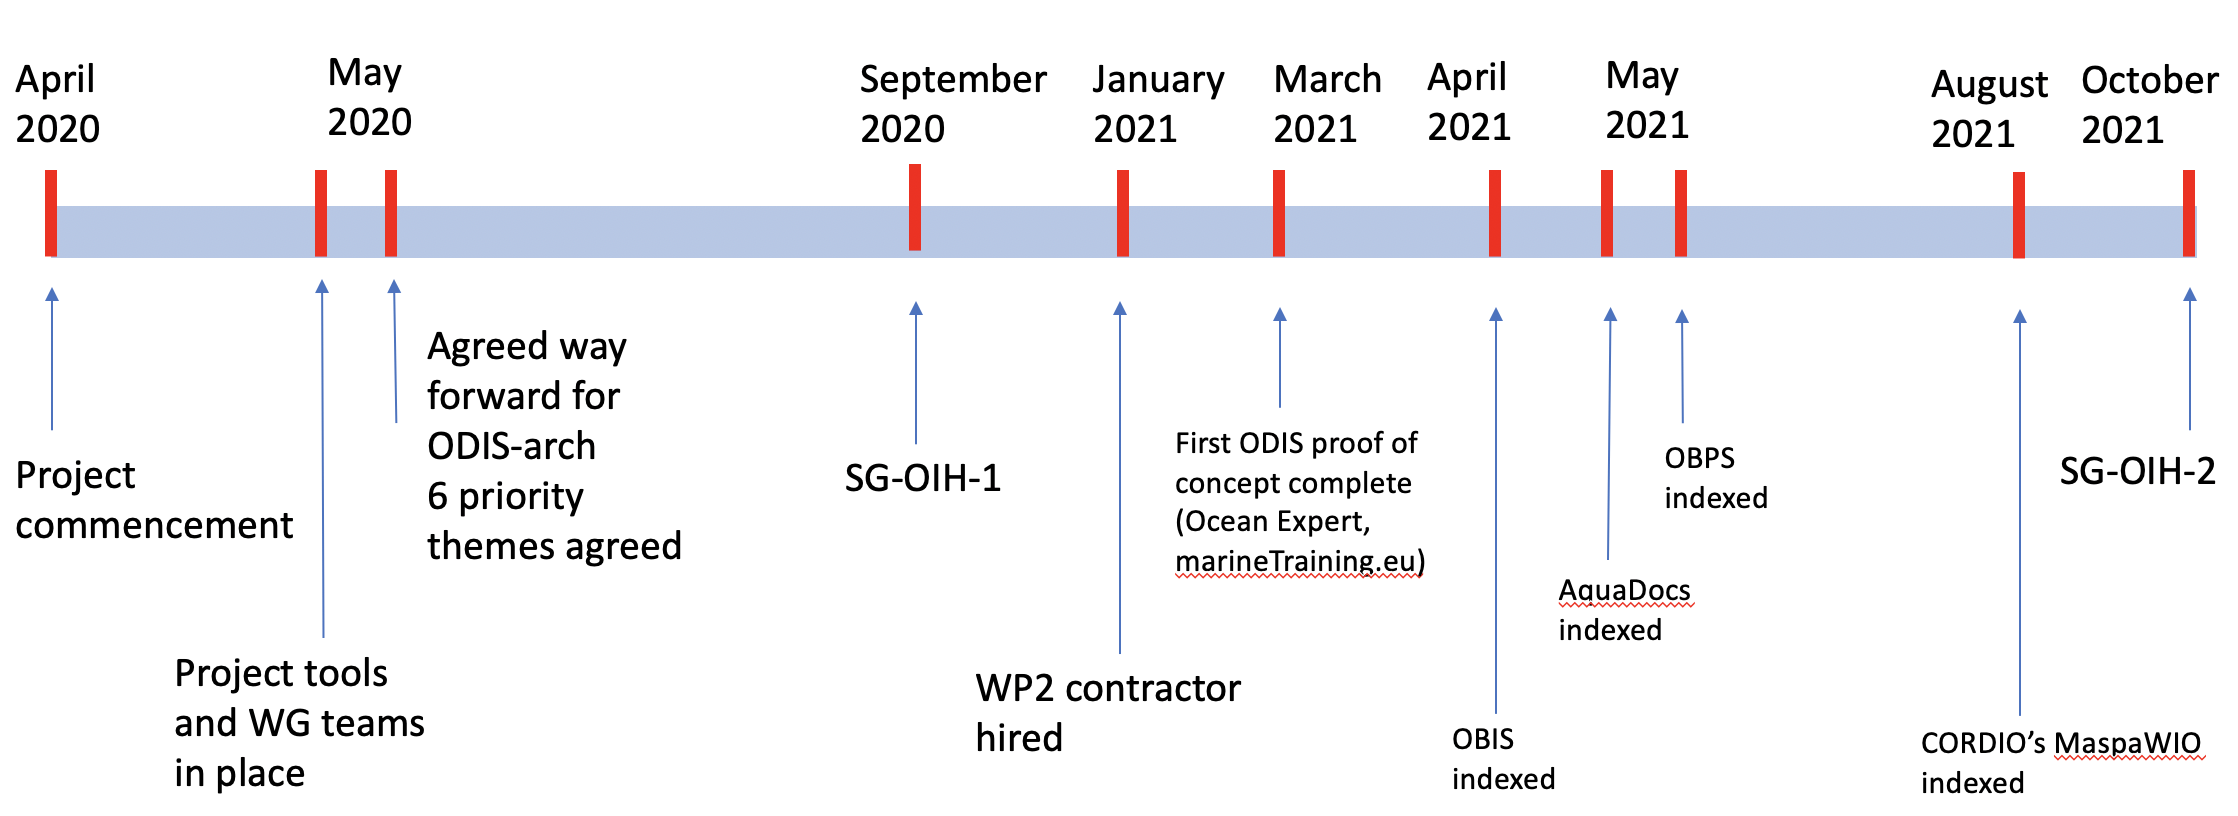 April
2020
May
2020
September
2020
January
2021
March
2021
April
2021
May
2021
August
2021
October
2021
Project
commencement
Project tools
and WG teams
in place
Agreed way
forward for
ODIS-arch
6 priority
themes agreed
SG-OIH-1
WP2 contractor
hired
First ODIS proof of
concept complete
(Ocean Expert,
marineTraining.eu)
OBIS
indexed
AquaDocs
indexed
OBPS
indexed
CORDIO’s MaspaWIO
indexed
SG-OIH-2